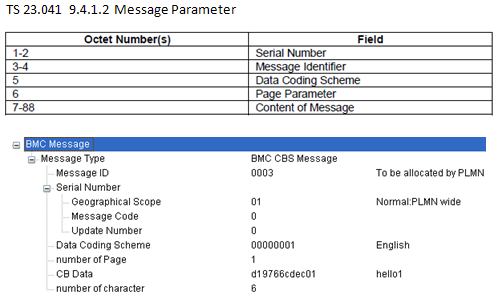 TS 23.041 9.4.1.2 Message Parameter
Octet Number(s) Field
1-2 Serial Number
3-4 Message Identifier
5 Data Coding Scheme
6 Page Parameter
7-88 Content of Message
BMC Message
Message Type BMC CBS Message
Message ID 0003 To be allocated by PLMN
Serial Number
Geographical Scope 01 Normal:PLMN wide
Message Code 0
Update Number 0
Data Coding Scheme 00000001 English
number of Page 1
CB Data d19766cdec01 hello1
number of character 6